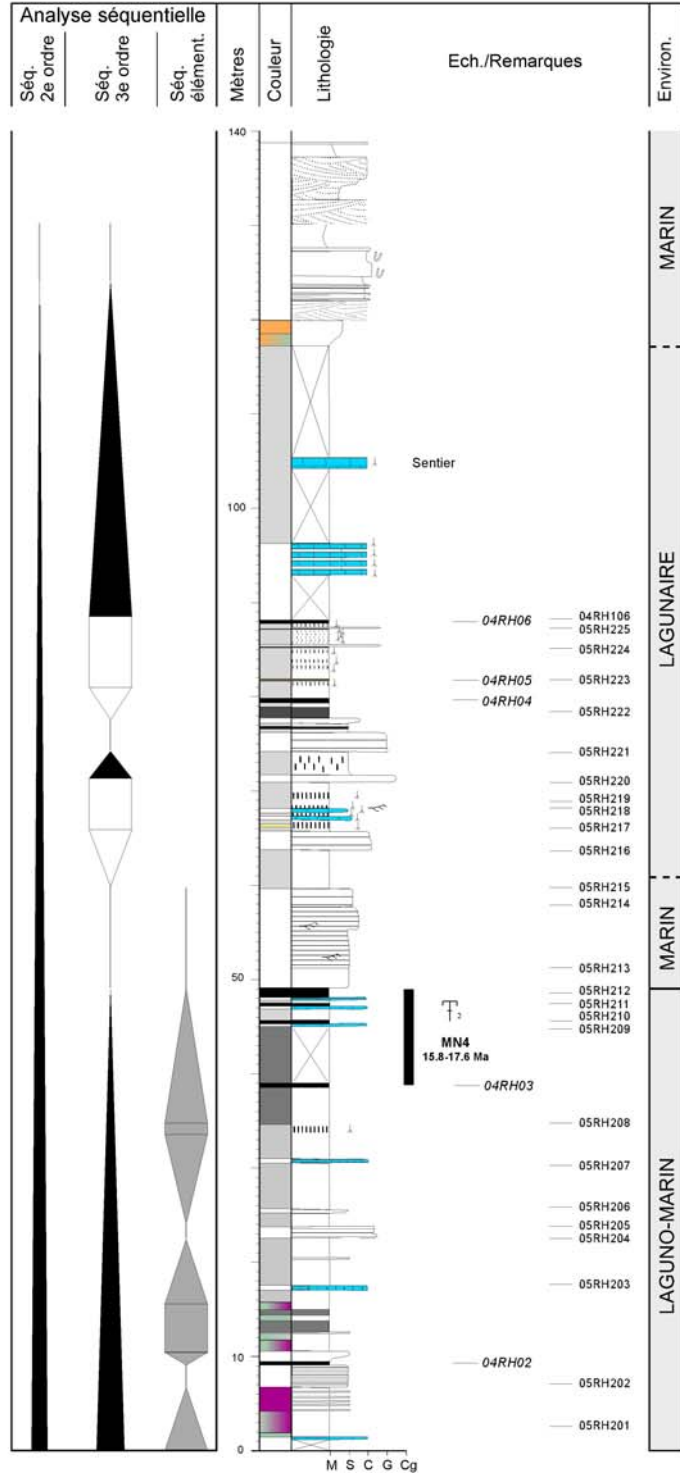 Analyse séquentielle
Séq.
2e ordre
Séq.
3e ordre
Séq.
élément.
Mètres
Couleur
Lithologie
Ech./Remarques
Environ.
140
MARIN
Sentier
100
LAGUNAIRE
04RH06
04RH106
05RH225
05RH224
04RH05
05RH223
04RH04
05RH222
05RH221
05RH220
05RH219
05RH218
05RH217
05RH216
05RH215
05RH214
MARIN
05RH213
50
05RH212
05RH211
05RH210
05RH209
2
MN4
15.8-17.6 Ma
04RH03
05RH208
05RH207
05RH206
05RH205
05RH204
LAGUNO-MARIN
05RH203
10
04RH02
05RH202
05RH201
0
M S C G Cg